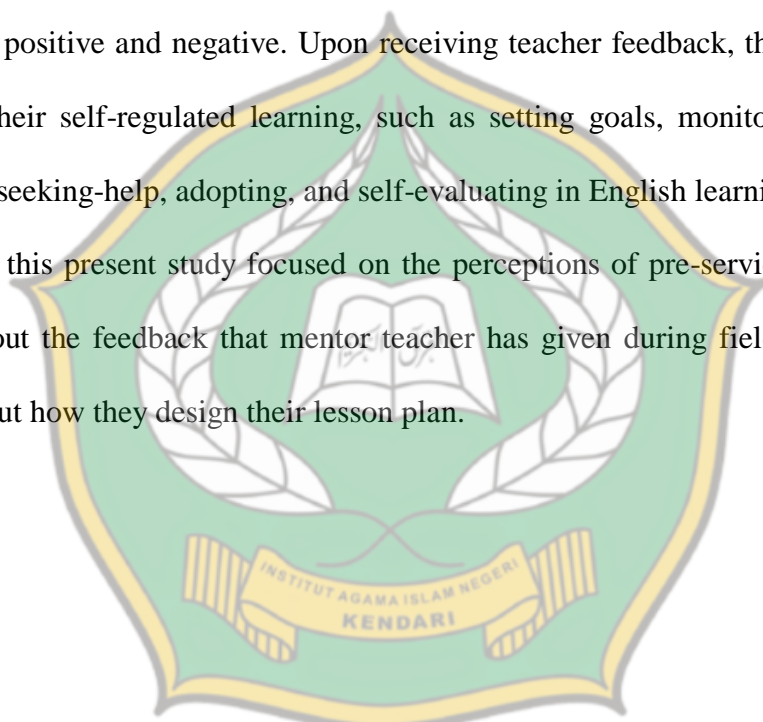 positive and negative. Upon receiving teacher feedback, th
heir self-regulated learning, such as setting goals, monito
seeking-help, adopting, and self-evaluating in English learni
this present study focused on the perceptions of pre-servi
out the feedback that mentor teacher has given during fiel
ut how they design their lesson plan.
INSTITUT AGAMA ISLAM NEGERI
KENDARI